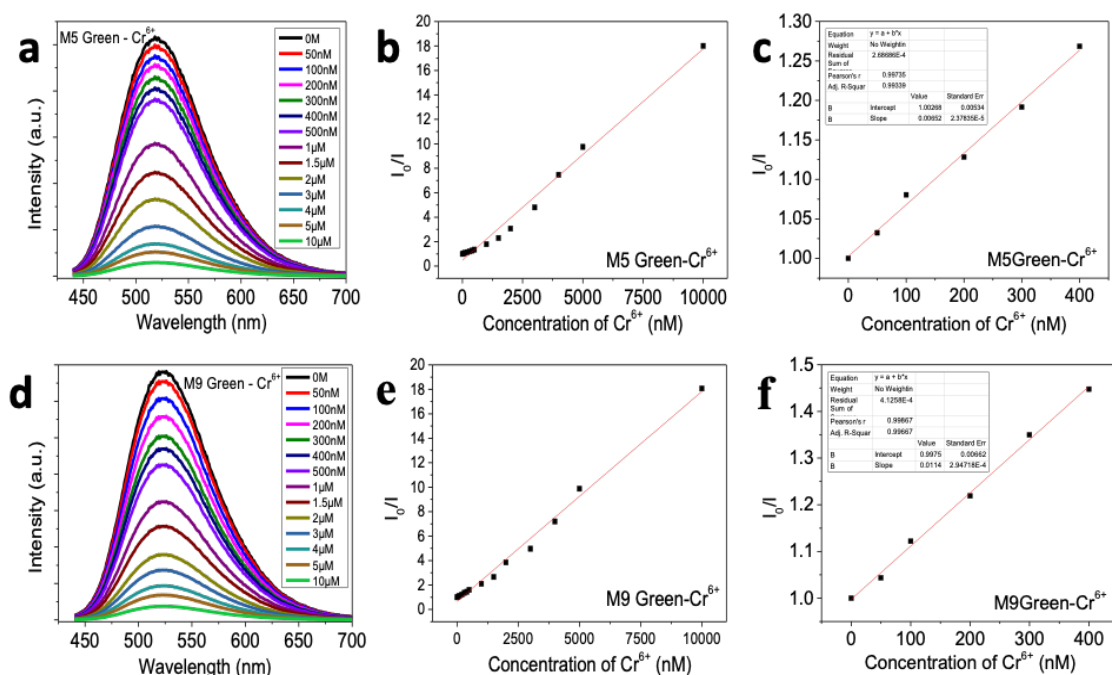 a
M5 Green - Cr⁶⁺
0M
50nM
100nM
200nM
300nM
400nM
500nM
1µM
1.5µM
2µM
3µM
4µM
5µM
10µM
Intensity (a.u.)
450 500 550 600 650 700
Wavelength (nm)
b
20
18
16
14
12
10
8
6
4
2
0
I₀/I
M5 Green-Cr⁶⁺
0 2500 5000 7500 10000
Concentration of Cr⁶⁺ (nM)
c
1.30
1.25
1.20
1.15
1.10
1.05
1.00
I₀/I
Equation y = a + b*x
Weight No Weightin
Residual 2.68686E-4
Sum of
Pearson's r 0.99735
Adj. R-Squar 0.99339
Value Standard Err
B Intercept 1.00268 0.00534
B Slope 0.00652 2.37835E-5
M5Green-Cr⁶⁺
0 100 200 300 400
Concentration of Cr⁶⁺ (nM)
d
M9 Green - Cr⁶⁺
0M
50nM
100nM
200nM
300nM
400nM
500nM
1µM
1.5µM
2µM
3µM
4µM
5µM
10µM
Intensity (a.u.)
450 500 550 600 650 700
Wavelength (nm)
e
20
18
16
14
12
10
8
6
4
2
0
I₀/I
M9 Green-Cr⁶⁺
0 2500 5000 7500 10000
Concentration of Cr⁶⁺ (nM)
f
1.5
1.4
1.3
1.2
1.1
1.0
I₀/I
Equation y = a + b*x
Weight No Weightin
Residual 4.1258E-4
Sum of
Pearson's r 0.99867
Adj. R-Squar 0.99667
Value Standard Err
B Intercept 0.9975 0.00662
B Slope 0.0114 2.94718E-4
M9Green-Cr⁶⁺
0 100 200 300 400
Concentration of Cr⁶⁺ (nM)